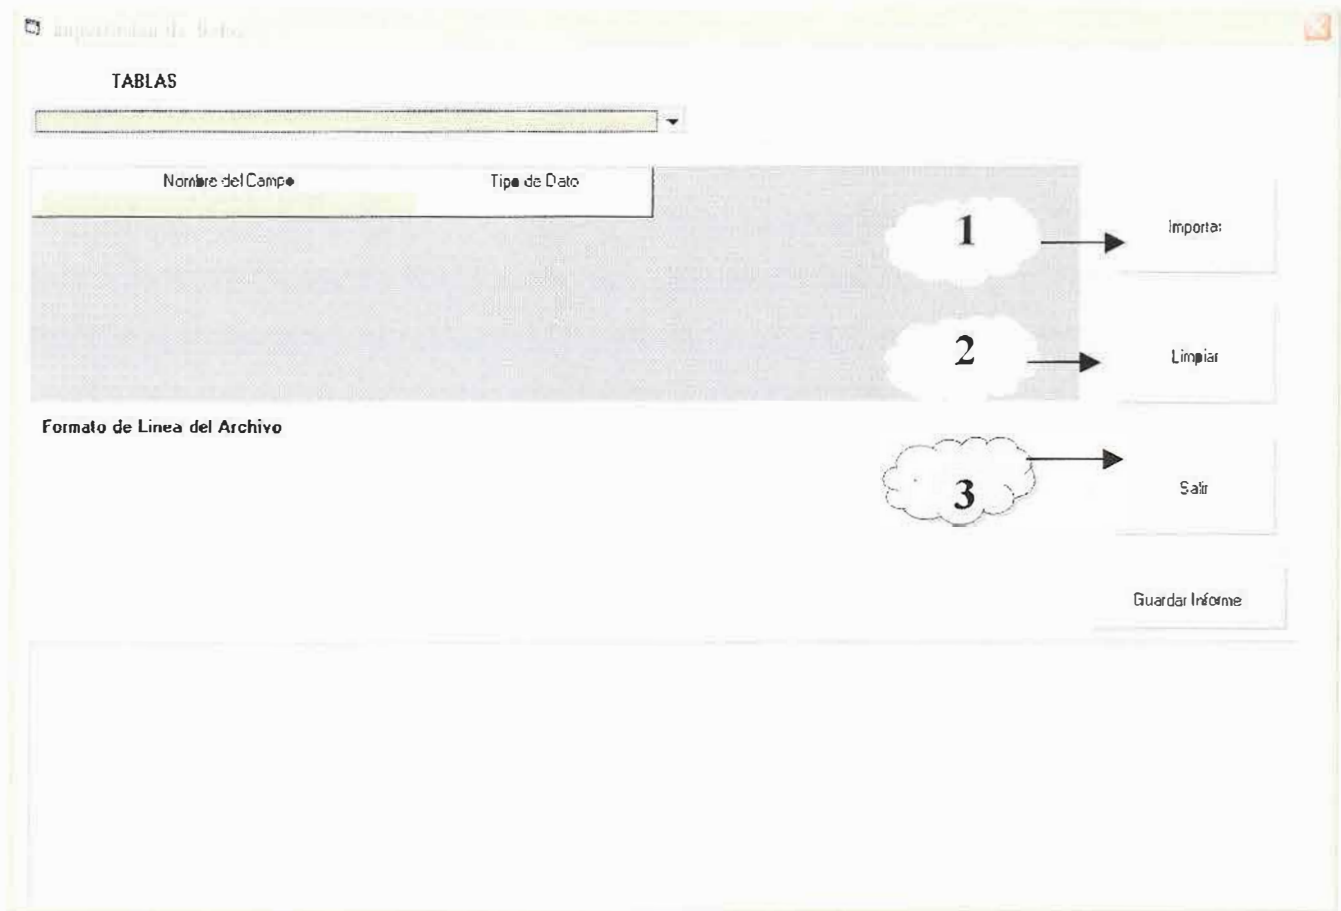 TABLAS
Nombre del Campo Tipo de Dato
1 Importar
2 Limpiar
Formato de Linea del Archivo
3 Salir
Guardar Informe